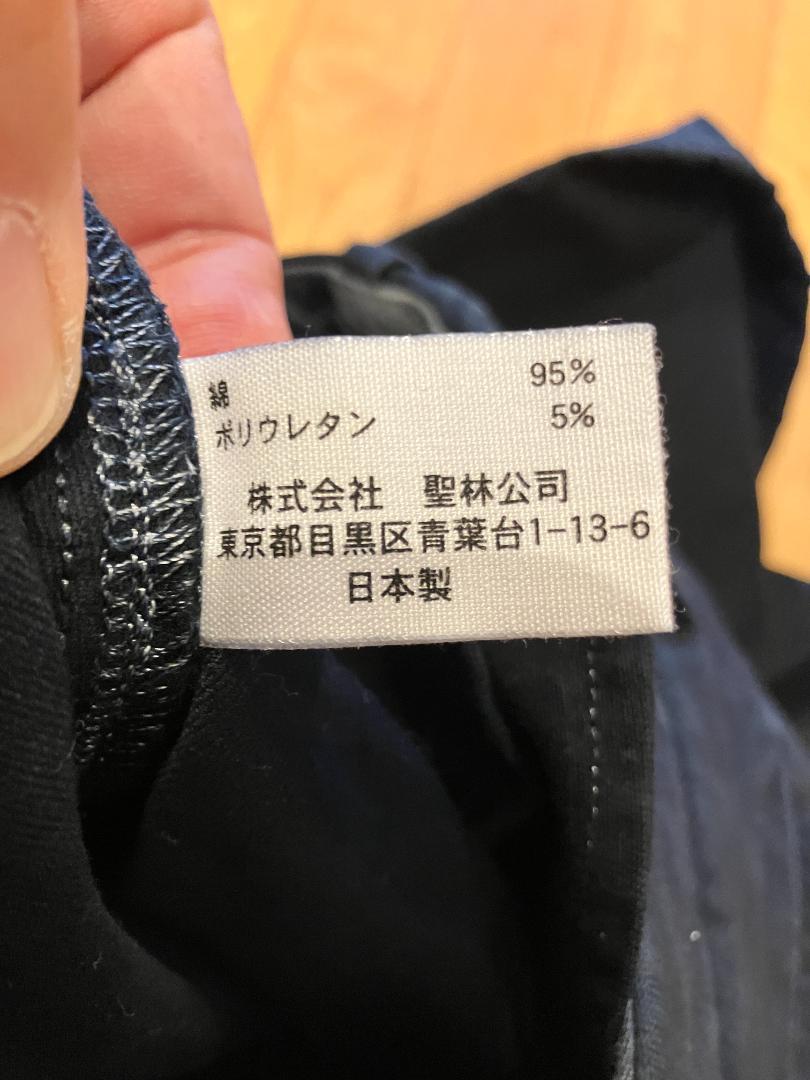 綿 95%
ポリウレタン 5%
株式会社 聖林公司
東京都目黒区青葉台1-13-6
日本製